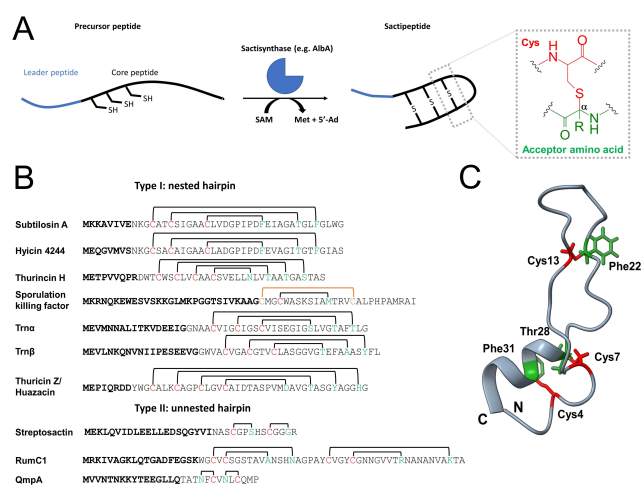 A
Precursor peptide
Sactisynthase (e.g. AlbA)
Sactipeptide
Leader peptide
Core peptide
SH
SH
SH
SAM
Met + 5'-Ad
S
S
S
Cys
H
N
O
S
α
O
R
N
H
Acceptor amino acid
B
Type I: nested hairpin
Subtilosin A MKKAVIVENKGCATCSIGAACLVDGPIPDFEIAGATGLFGLWG
Hyicin 4244 MEQGVMVSNKGCSACAIGAACLADGPIPDFEVAGITGTFGIAS
Thurincin H METPVVQPRDWTCWSCLVCAACSVELLNLVTAATGASTAS
Sporulation
killing factor MKRNQKEWESVSKKGLMKPGGTSIVKAAGCMGCWASKSIAMTRVCALPHPAMRAI
Trnα MEVMNNALITKVDEEIGGNAACVIGCIGSCVISEGIGSLVGTAFTLG
Trnβ MEVLNKQNVNIIPESEEVGGWVACVGACGTVCLASGGVGTEFAAASYFL
Thuricin Z/
Huazacin MEPIQRDDYWGCALKCAGPCLGVCAIDTASPVMDAVGTASGYAGGHG
Type II: unnested hairpin
Streptosactin MEKLQVIDLEELLEDSQGYVINASCGPSHSCGGGR
RumC1 MRKIVAGKLQTGADFEGSKWGCVCSGSTAVANSHNAGPAYCVGYCGNNGVVTRNANANVAKTA
QmpA MVVNTNKKYTEEGLLQTATNFCVNLCQMP
C
Cys13
Phe22
Thr28
Phe31
Cys7
N
Cys4
C